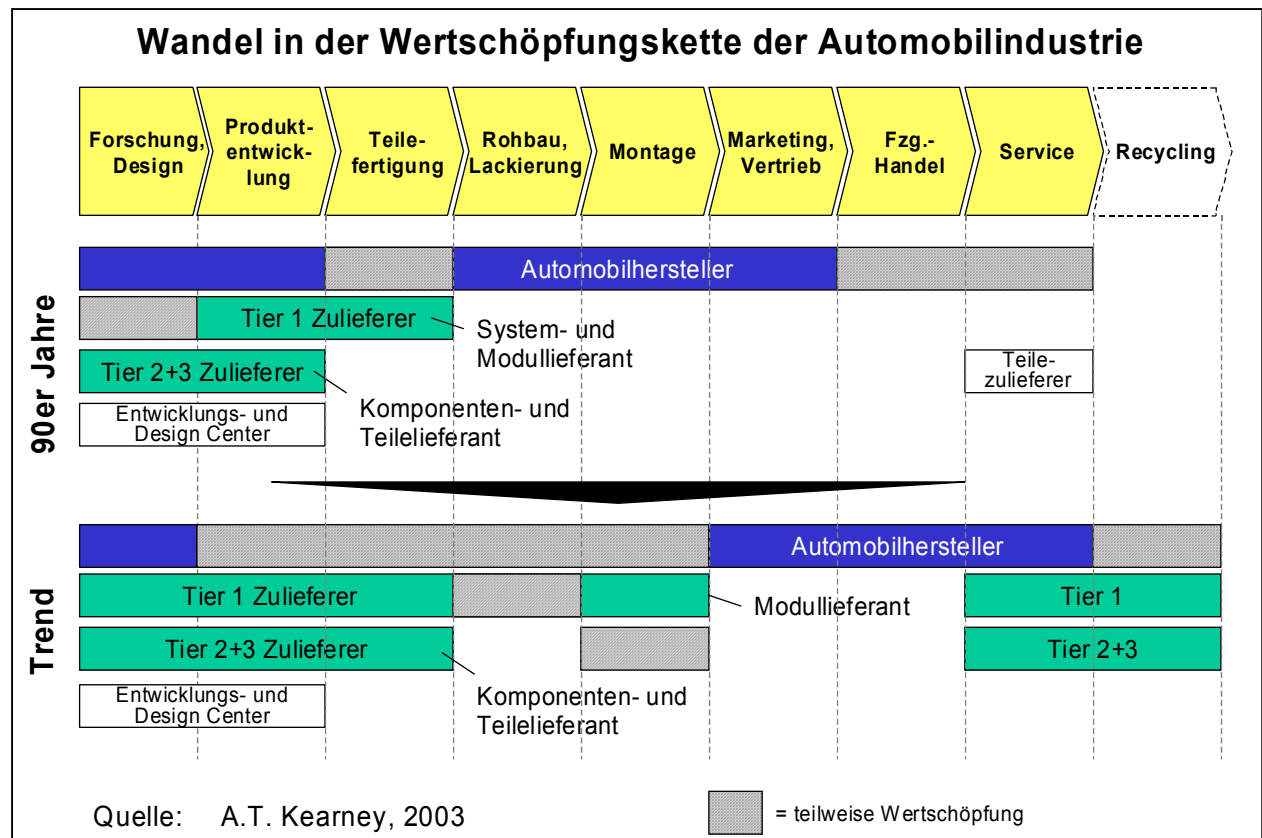 Wandel in der Wertschöpfungskette der Automobilindustrie
Forschung,
Design
Produkt-
entwick-
lung
Teile-
fertigung
Rohbau,
Lackierung
Montage
Marketing,
Vertrieb
Fzg.-
Handel
Service
Recycling
90er Jahre
Automobilhersteller
Tier 1 Zulieferer
System- und
Modullieferant
Tier 2+3 Zulieferer
Komponenten- und
Teilelieferant
Teile-
zulieferer
Entwicklungs- und
Design Center
Trend
Automobilhersteller
Tier 1 Zulieferer
Modullieferant
Tier 1
Tier 2+3 Zulieferer
Komponenten- und
Teilelieferant
Tier 2+3
Entwicklungs- und
Design Center
Quelle: A.T. Kearney, 2003
= teilweise Wertschöpfung